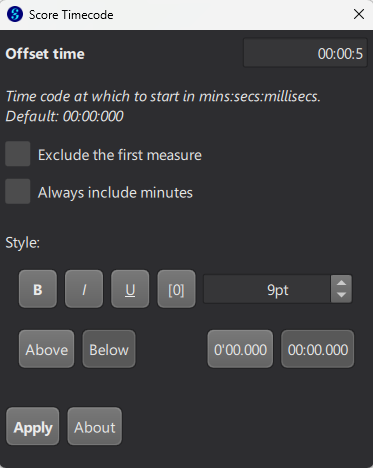 Score Timecode
Offset time 00:00:5
Time code at which to start in mins:secs:millisecs.
Default: 00:00:000
Exclude the first measure
Always include minutes
Style:
B I U [0] 9pt
Above Below 0'00.000 00:00.000
Apply About